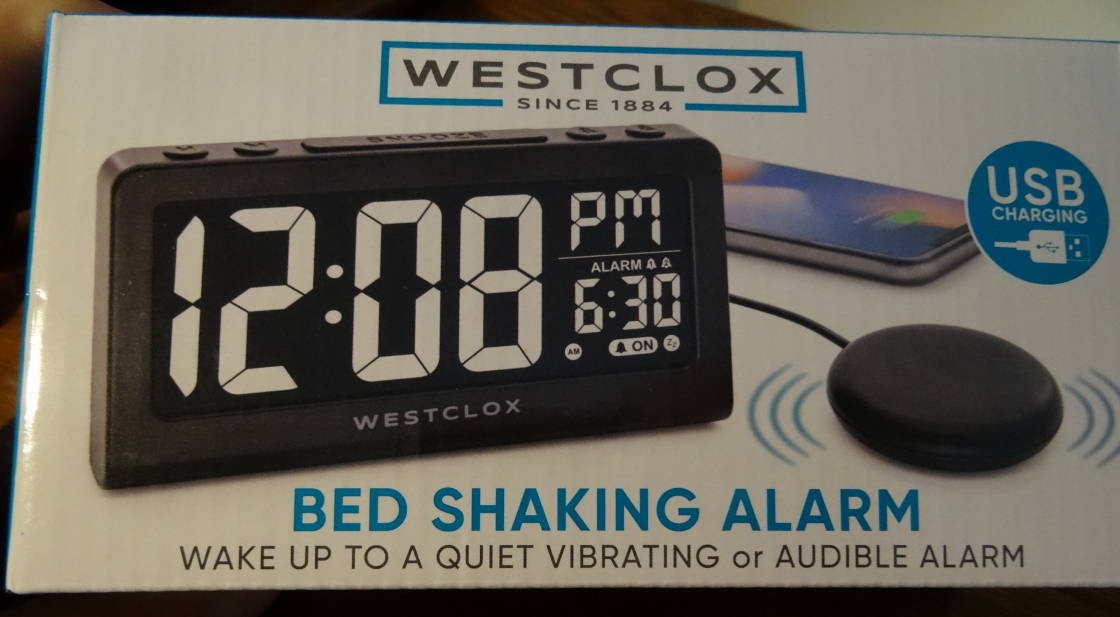 WESTCLOX
SINCE 1884
SNOOZE
12:08
PM
ALARM
6:30
AM
ON
Zz
WESTCLOX
USB
CHARGING
BED SHAKING ALARM
WAKE UP TO A QUIET VIBRATING or AUDIBLE ALARM